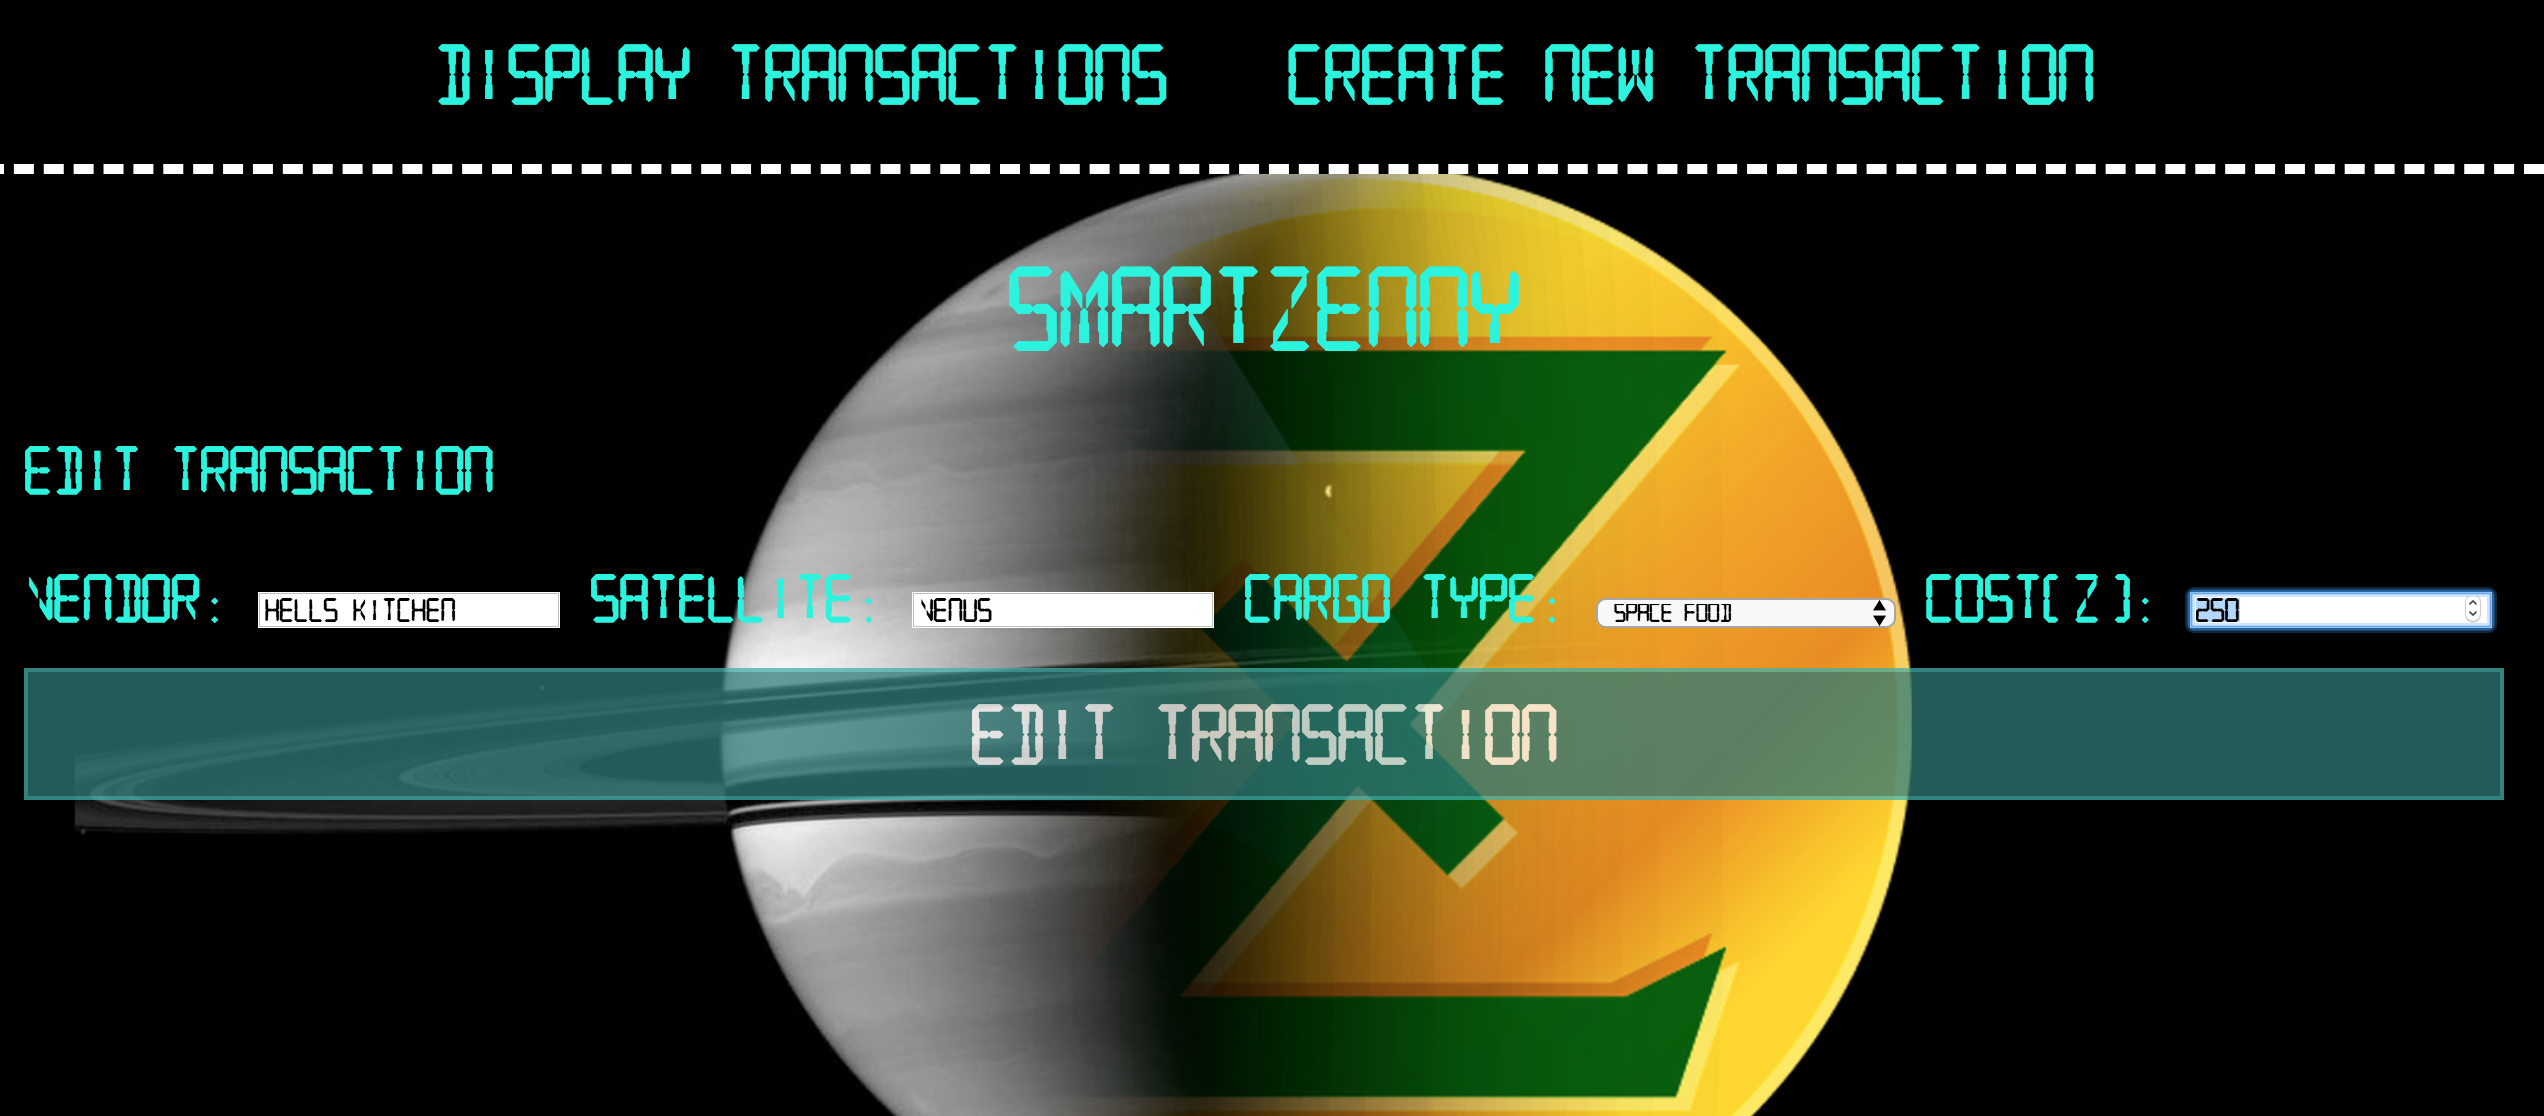 DISPLAY TRANSACTIONS CREATE NEW TRANSACTION
SMARTZENNY
EDIT TRANSACTION
VENDOR: HELLS KITCHEN SATELLITE: VENUS CARGO TYPE: SPACE FOOD COST(Z): 250
EDIT TRANSACTION